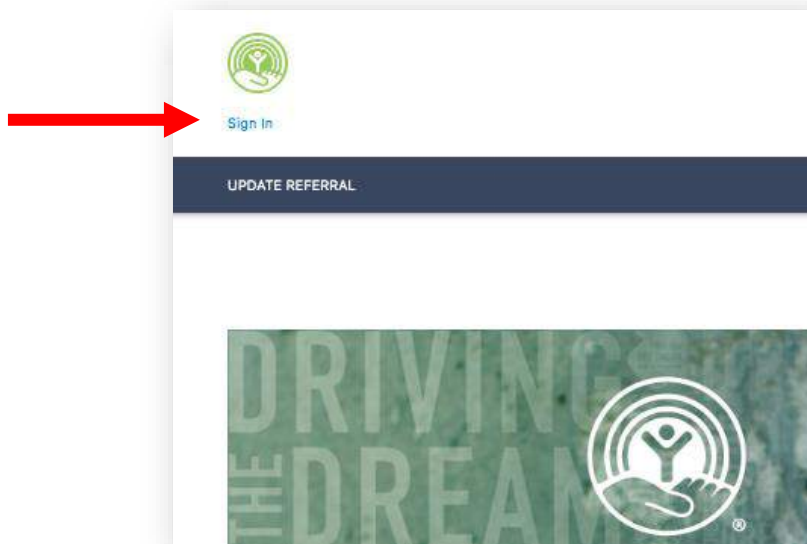 Sign In
UPDATE REFERRAL
DRIVING
THE
DREAM
®